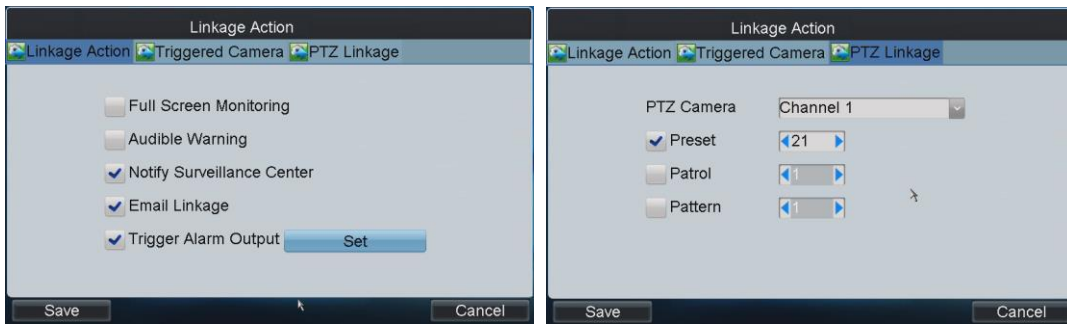 Linkage Action
Linkage Action Triggered Camera PTZ Linkage
Full Screen Monitoring
Audible Warning
Notify Surveillance Center
Email Linkage
Trigger Alarm Output Set
Save Cancel
Linkage Action
Linkage Action Triggered Camera PTZ Linkage
PTZ Camera Channel 1
Preset 21
Patrol 1
Pattern 1
Save Cancel